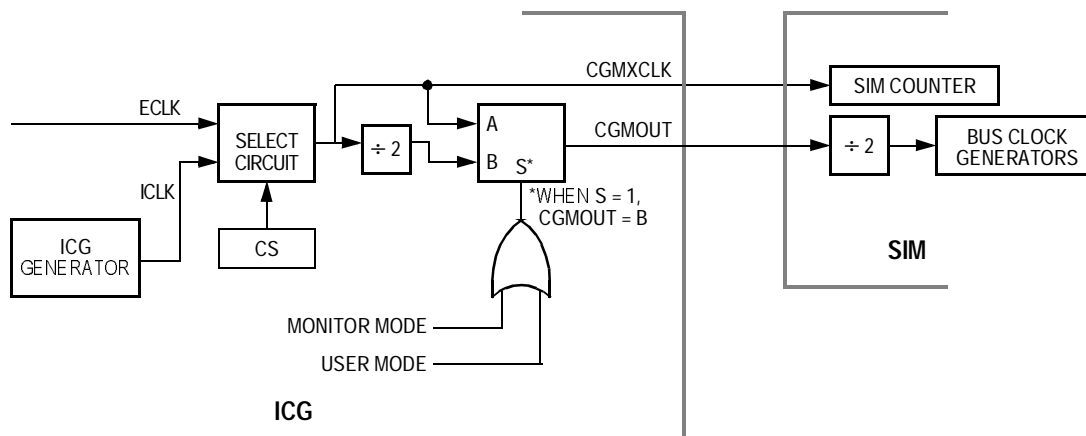 CGMXCLK
SIM COUNTER
ECLK
SELECT
CIRCUIT
÷ 2
A
B
S*
CGMOUT
÷ 2
BUS CLOCK
GENERATORS
*WHEN S = 1,
CGMOUT = B
ICLK
ICG
GENERATOR
CS
SIM
MONITOR MODE
USER MODE
ICG